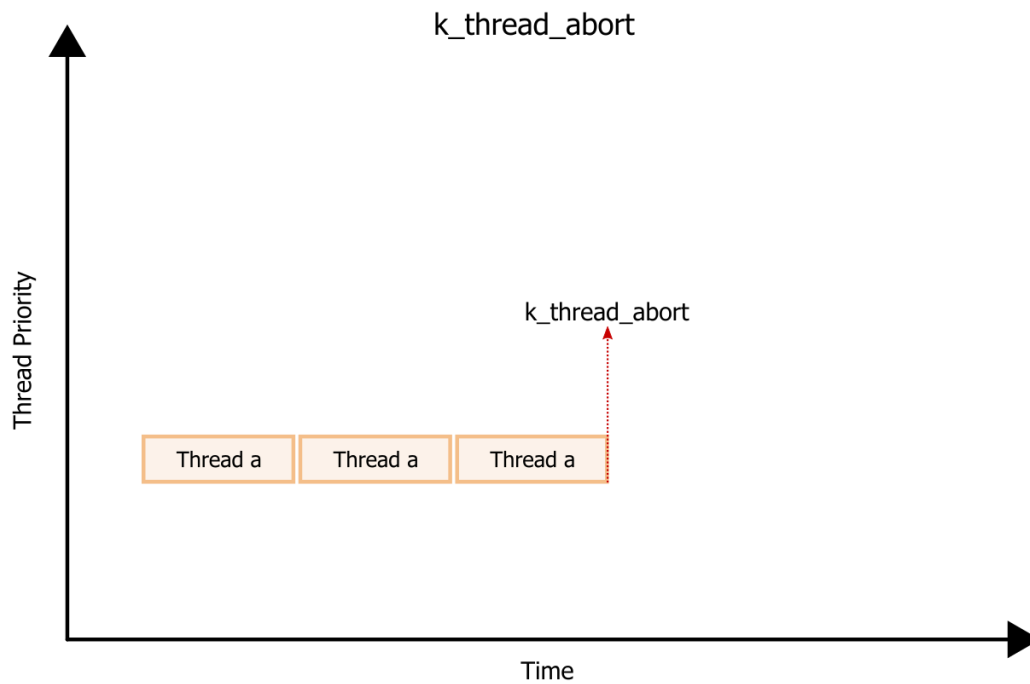 k_thread_abort
Thread Priority
k_thread_abort
Thread a
Thread a
Thread a
Time